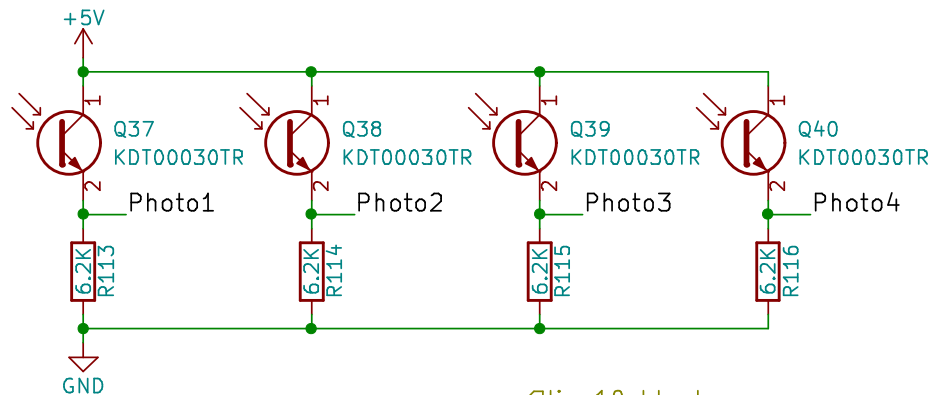 +5V
1
Q37
KDT00030TR
2
Photo1
6.2K
R113
1
Q38
KDT00030TR
2
Photo2
6.2K
R114
1
Q39
KDT00030TR
2
Photo3
6.2K
R115
1
Q40
KDT00030TR
2
Photo4
6.2K
R116
GND